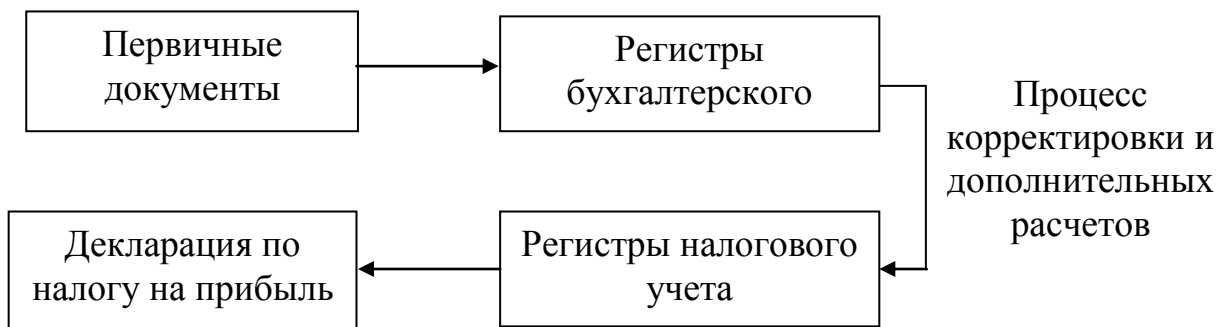 Первичные
документы
Регистры
бухгалтерского
Процесс
корректировки и
дополнительных
расчетов
Декларация по
налогу на прибыль
Регистры налогового
учета